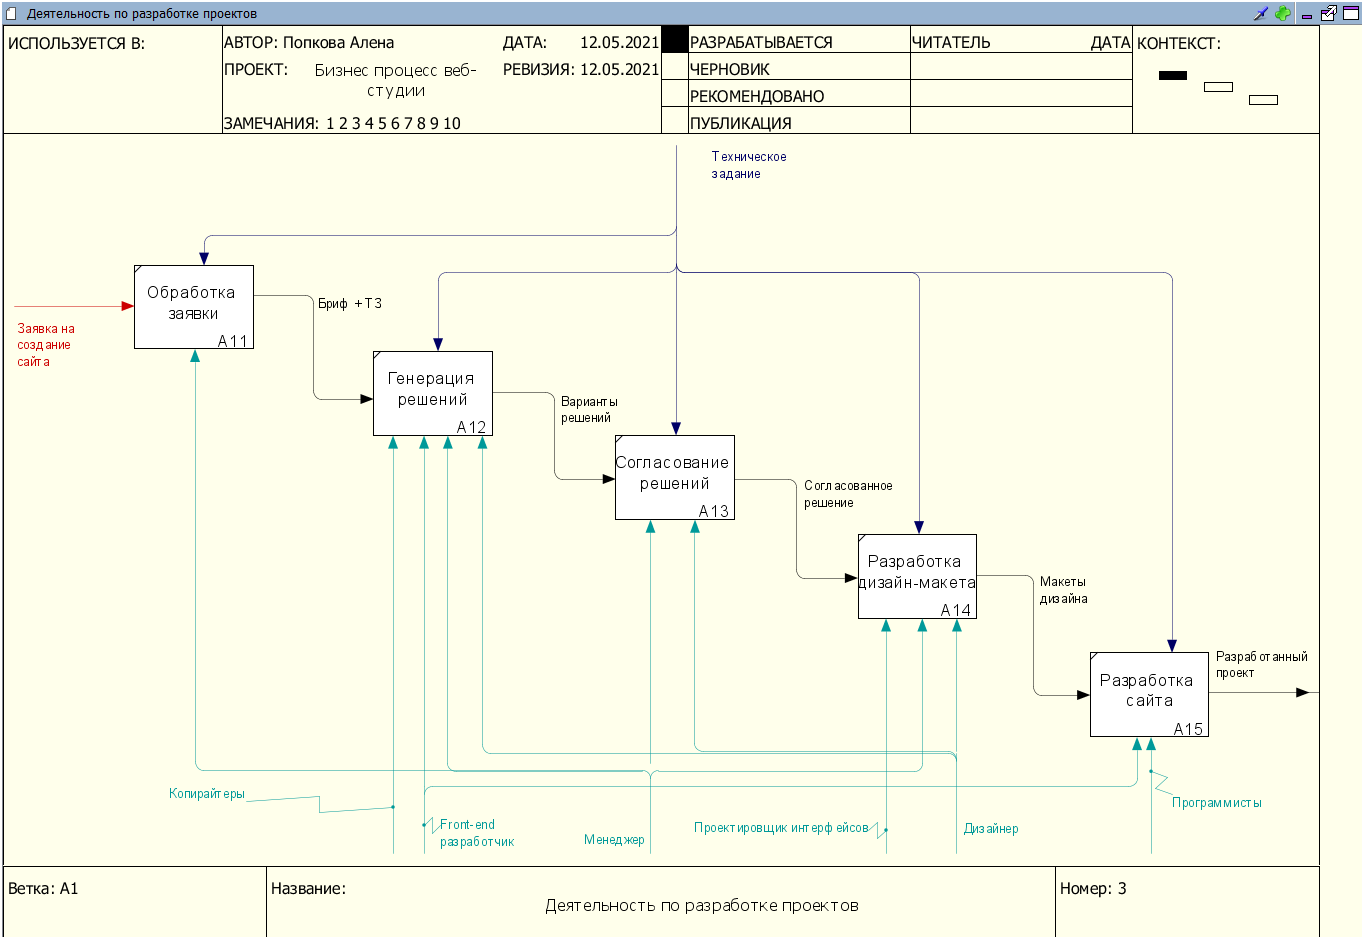 Деятельность по разработке проектов
ИСПОЛЬЗУЕТСЯ В:
АВТОР: Попкова Алена
ДАТА: 12.05.2021
ПРОЕКТ: Бизнес процесс веб-
студии
РЕВИЗИЯ: 12.05.2021
ЗАМЕЧАНИЯ: 1 2 3 4 5 6 7 8 9 10
РАЗРАБАТЫВАЕТСЯ
ЧЕРНОВИК
РЕКОМЕНДОВАНО
ПУБЛИКАЦИЯ
ЧИТАТЕЛЬ
ДАТА
КОНТЕКСТ:
Техническое
задание
Обработка
заявки
A11
Заявка на
создание
сайта
Бриф +ТЗ
Генерация
решений
A12
Варианты
решений
Согласование
решений
A13
Согласованное
решение
Разработка
дизайн-макета
A14
Макеты
дизайна
Разработка
сайта
A15
Разработанный
проект
Копирайтеры
Front-end
разработчик
Менеджер
Проектировщик интерфейсов
Дизайнер
Программисты
Ветка: A1
Название:
Деятельность по разработке проектов
Номер: 3